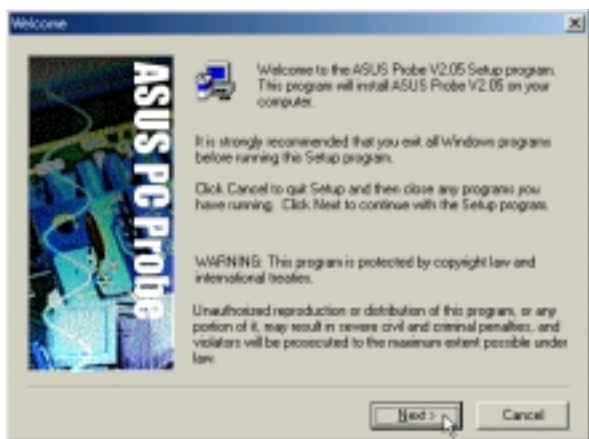 Welcome
ASUS PC Probe
Welcome to the ASUS Probe V2.05 Setup program.
This program will install ASUS Probe V2.05 on your
computer.
It is strongly recommended that you exit all Windows programs
before running this Setup program.
Click Cancel to quit Setup and then close any programs you
have running. Click Next to continue with the Setup program.
WARNING: This program is protected by copyright law and
international treaties.
Unauthorized reproduction or distribution of this program, or any
portion of it, may result in severe civil and criminal penalties, and
violators will be prosecuted to the maximum extent possible under
law.
Next >
Cancel